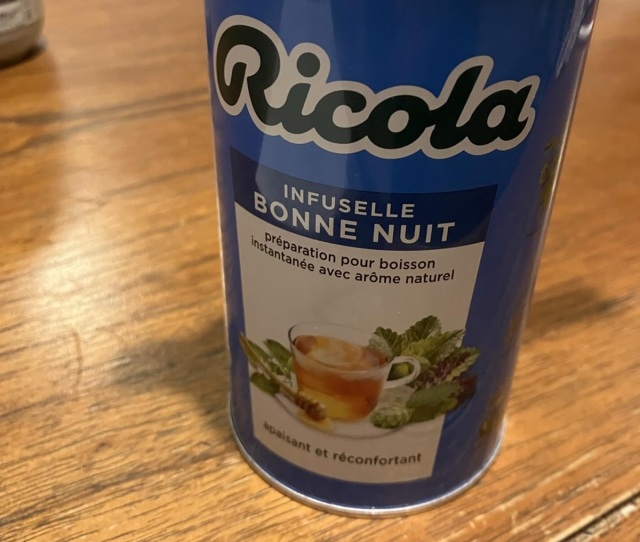 Ricola
INFUSELLE
BONNE NUIT
préparation pour boisson
instantanée avec arôme naturel
apaisant et réconfortant